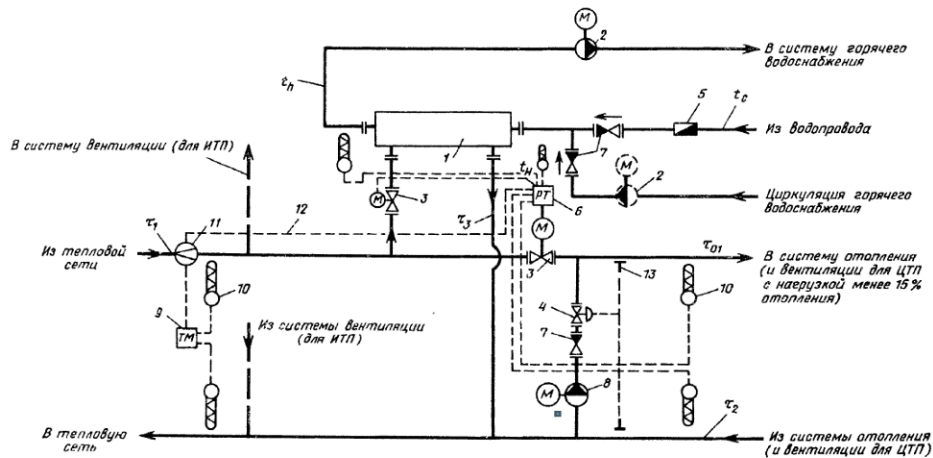 M
2
В систему горячего
водоснабжения
t_h
5
t_c
Из водопровода
1
7
В систему вентиляции (для ИТП)
M
3
t_н
РТ
6
M
2
Циркуляция горячего
водоснабжения
τ_1
11
12
τ_3
M
τ_01
Из тепловой
сети
3
13
В систему отопления
(и вентиляции для ЦТП
с нагрузкой менее 15%
отопления)
10
10
4
9
ТМ
Из системы вентиляции
(для ИТП)
7
M
8
τ_2
В тепловую
сеть
Из системы отопления
(и вентиляции для ЦТП)